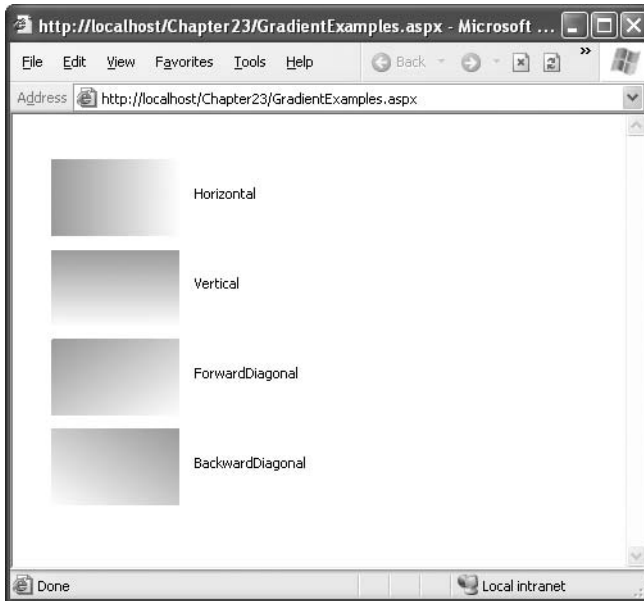 http://localhost/Chapter23/GradientExamples.aspx - Microsoft ...
File Edit View Favorites Tools Help Back »
Address http://localhost/Chapter23/GradientExamples.aspx
Horizontal
Vertical
ForwardDiagonal
BackwardDiagonal
Done Local intranet